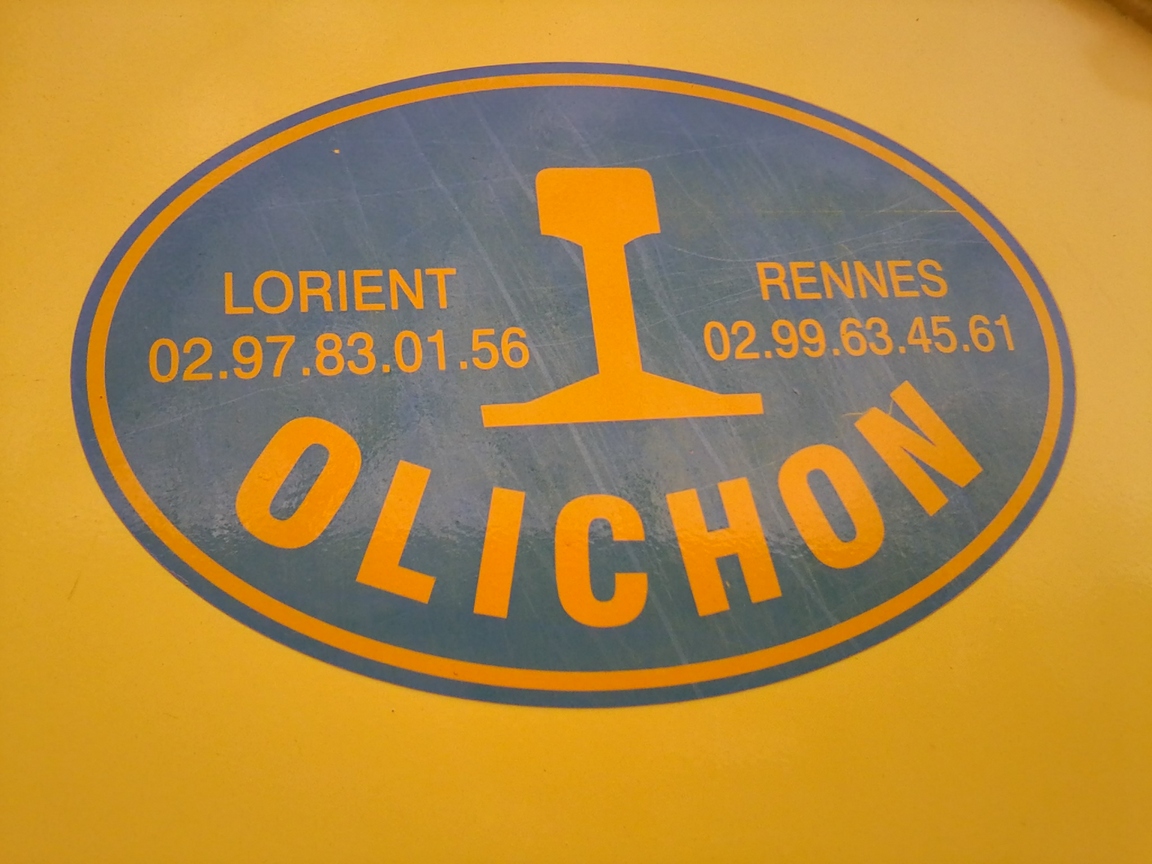 LORIENT
02.97.83.01.56
RENNES
02.99.63.45.61
OLICHON